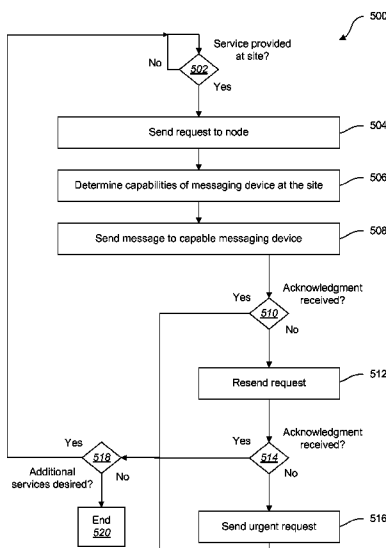 500
Service provided
at site?
No
502
Yes
Send request to node
504
Determine capabilities of messaging device at the site
506
Send message to capable messaging device
508
Acknowledgment
received?
Yes
510
No
Resend request
512
Acknowledgment
received?
Yes
518
Yes
514
Additional
services desired?
No
No
End
520
Send urgent request
516